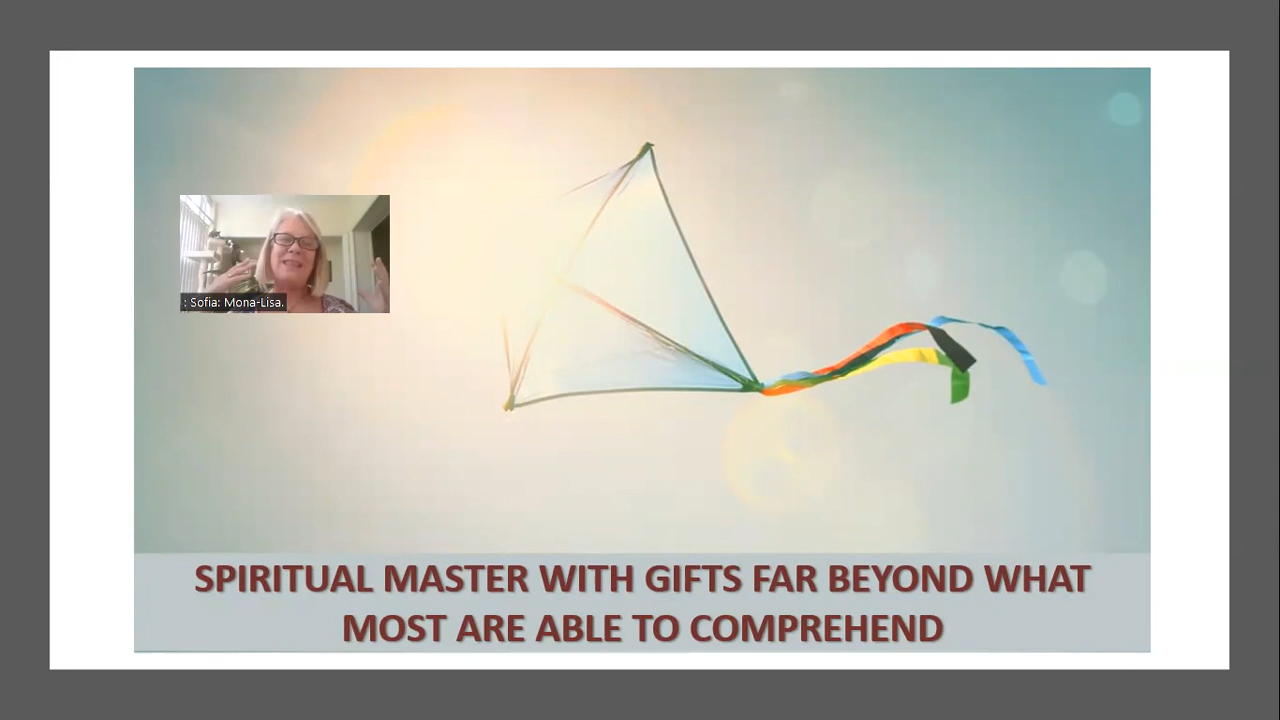 : Sofia: Mona-Lisa.
SPIRITUAL MASTER WITH GIFTS FAR BEYOND WHAT
MOST ARE ABLE TO COMPREHEND